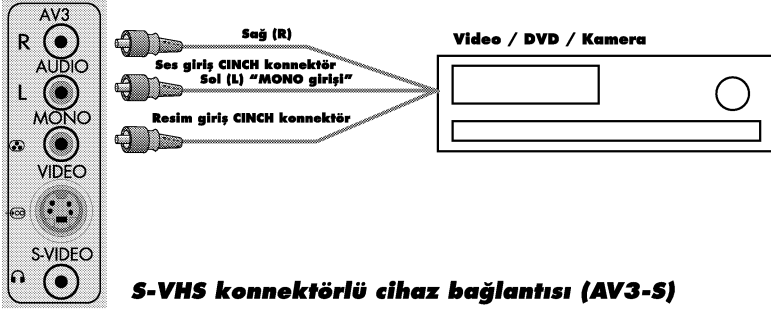 AV3
R
AUDIO
L
MONO
VIDEO
S-VIDEO
Sağ (R)
Ses giriş CINCH konnektör
Sol (L) “MONO girişi”
Resim giriş CINCH konnektör
Video / DVD / Kamera
S-VHS konnektörlü cihaz bağlantısı (AV3-S)